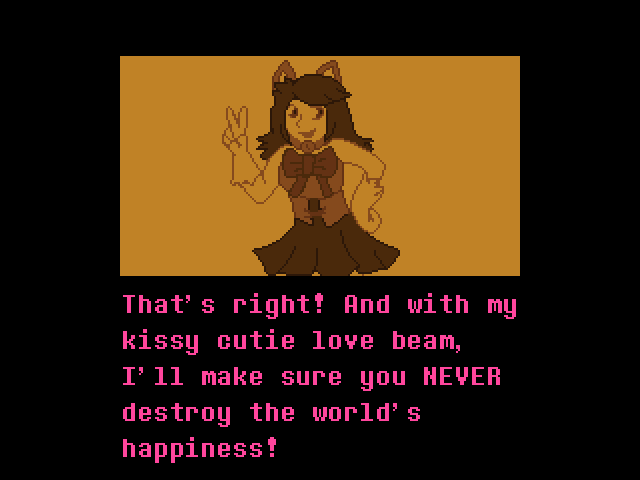 That's right! And with my
kissy cutie love beam,
I'll make sure you NEVER
destroy the world's
happiness!